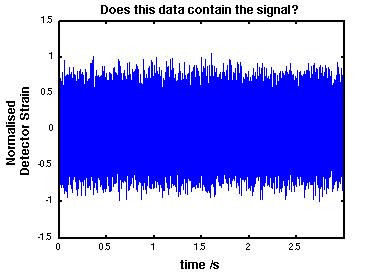 Does this data contain the signal?
1.5
1
0.5
0
-0.5
-1
-1.5
Normalised
Detector Strain
0 0.5 1 1.5 2 2.5
time /s